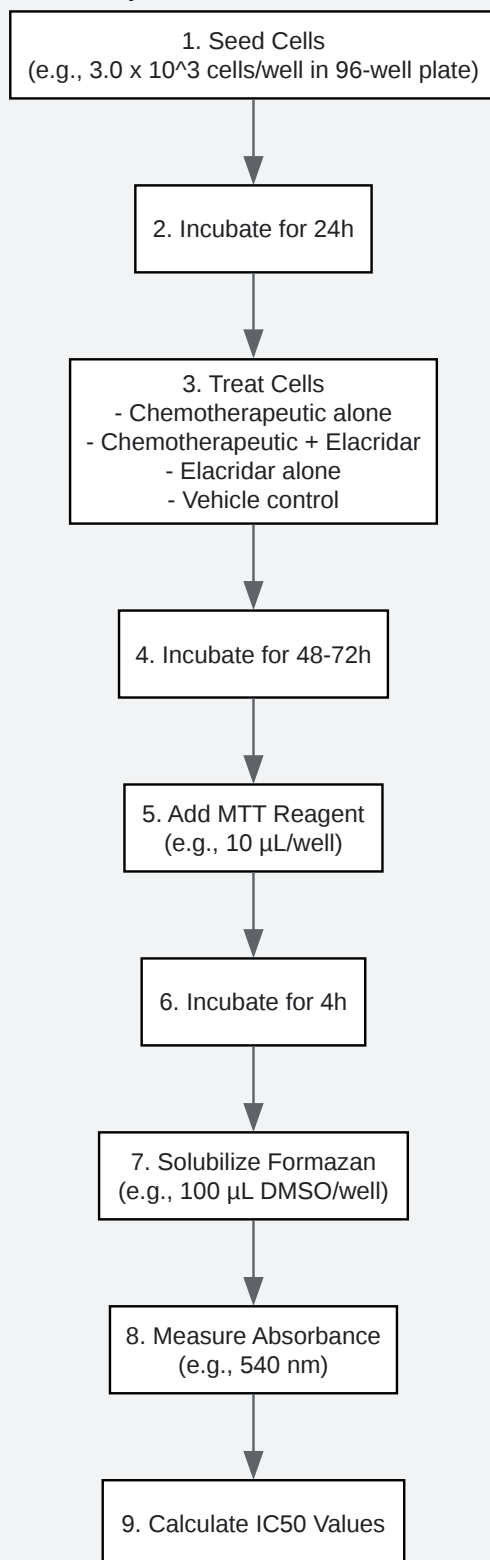 1. Seed Cells
(e.g., 3.0 x 10^3 cells/well in 96-well plate)
2. Incubate for 24h
3. Treat Cells
- Chemotherapeutic alone
- Chemotherapeutic + Elacridar
- Elacridar alone
- Vehicle control
4. Incubate for 48-72h
5. Add MTT Reagent
(e.g., 10 µL/well)
6. Incubate for 4h
7. Solubilize Formazan
(e.g., 100 µL DMSO/well)
8. Measure Absorbance
(e.g., 540 nm)
9. Calculate IC50 Values